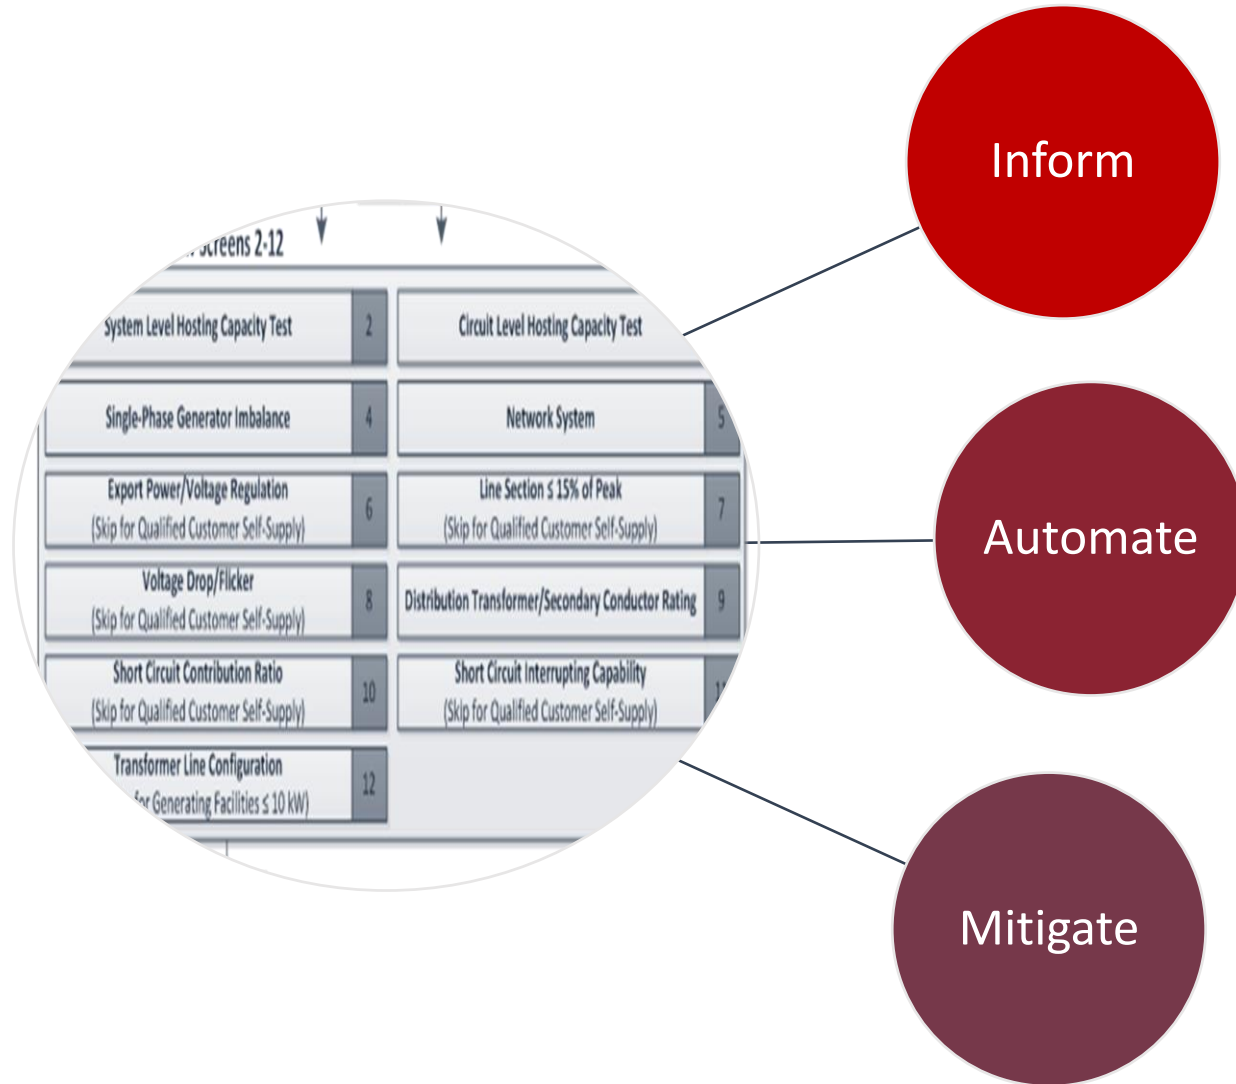 Screens 2-12
System Level Hosting Capacity Test
2
Circuit Level Hosting Capacity Test
Single-Phase Generator Imbalance
4
Network System
5
Export Power/Voltage Regulation
(Skip for Qualified Customer Self-Supply)
6
Line Section ≤ 15% of Peak
(Skip for Qualified Customer Self-Supply)
7
Voltage Drop/Flicker
(Skip for Qualified Customer Self-Supply)
8
Distribution Transformer/Secondary Conductor Rating
9
Short Circuit Contribution Ratio
(Skip for Qualified Customer Self-Supply)
10
Short Circuit Interrupting Capability
(Skip for Qualified Customer Self-Supply)
11
Transformer Line Configuration
for Generating Facilities ≤ 10 kW)
12
Inform
Automate
Mitigate